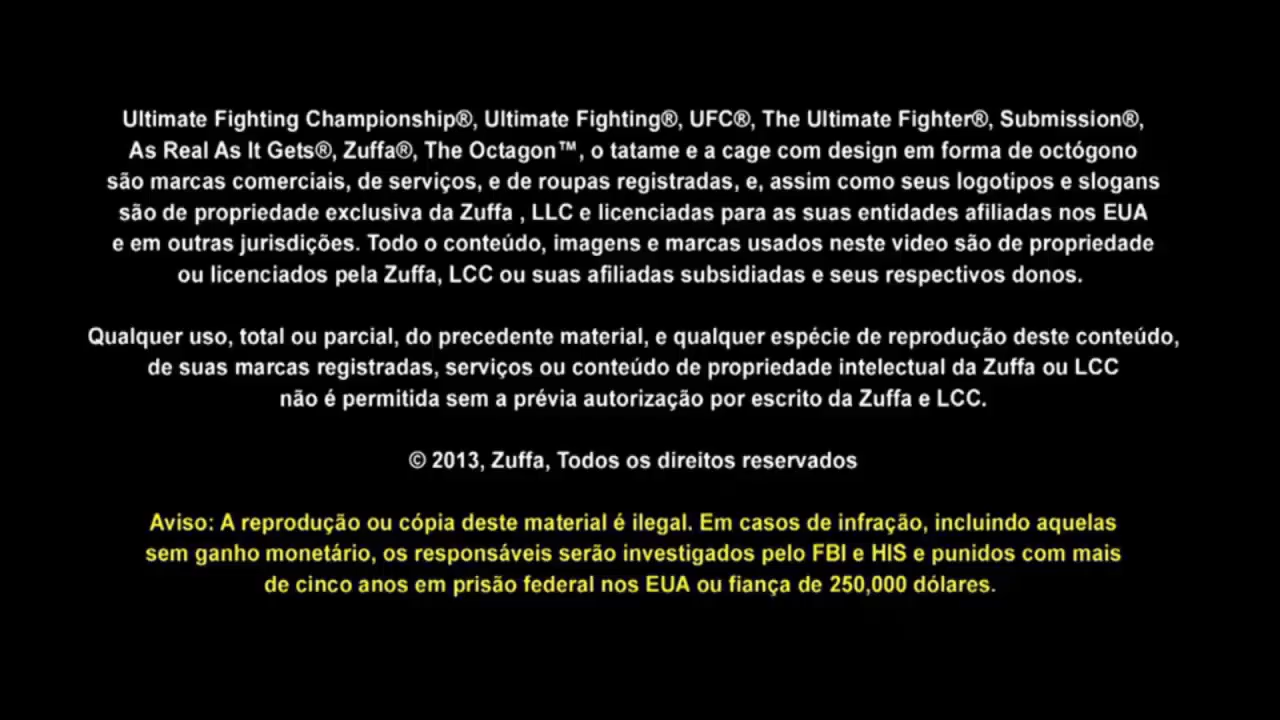 Ultimate Fighting Championship®, Ultimate Fighting®, UFC®, The Ultimate Fighter®, Submission®,
As Real As It Gets®, Zuffa®, The Octagon™, o tatame e a cage com design em forma de octógono
são marcas comerciais, de serviços, e de roupas registradas, e, assim como seus logotipos e slogans
são de propriedade exclusiva da Zuffa , LLC e licenciadas para as suas entidades afiliadas nos EUA
e em outras jurisdições. Todo o conteúdo, imagens e marcas usados neste video são de propriedade
ou licenciados pela Zuffa, LCC ou suas afiliadas subsidiadas e seus respectivos donos.
Qualquer uso, total ou parcial, do precedente material, e qualquer espécie de reprodução deste conteúdo,
de suas marcas registradas, serviços ou conteúdo de propriedade intelectual da Zuffa ou LCC
não é permitida sem a prévia autorização por escrito da Zuffa e LCC.
© 2013, Zuffa, Todos os direitos reservados
Aviso: A reprodução ou cópia deste material é ilegal. Em casos de infração, incluindo aquelas
sem ganho monetário, os responsáveis serão investigados pelo FBI e HIS e punidos com mais
de cinco anos em prisão federal nos EUA ou fiança de 250,000 dólares.